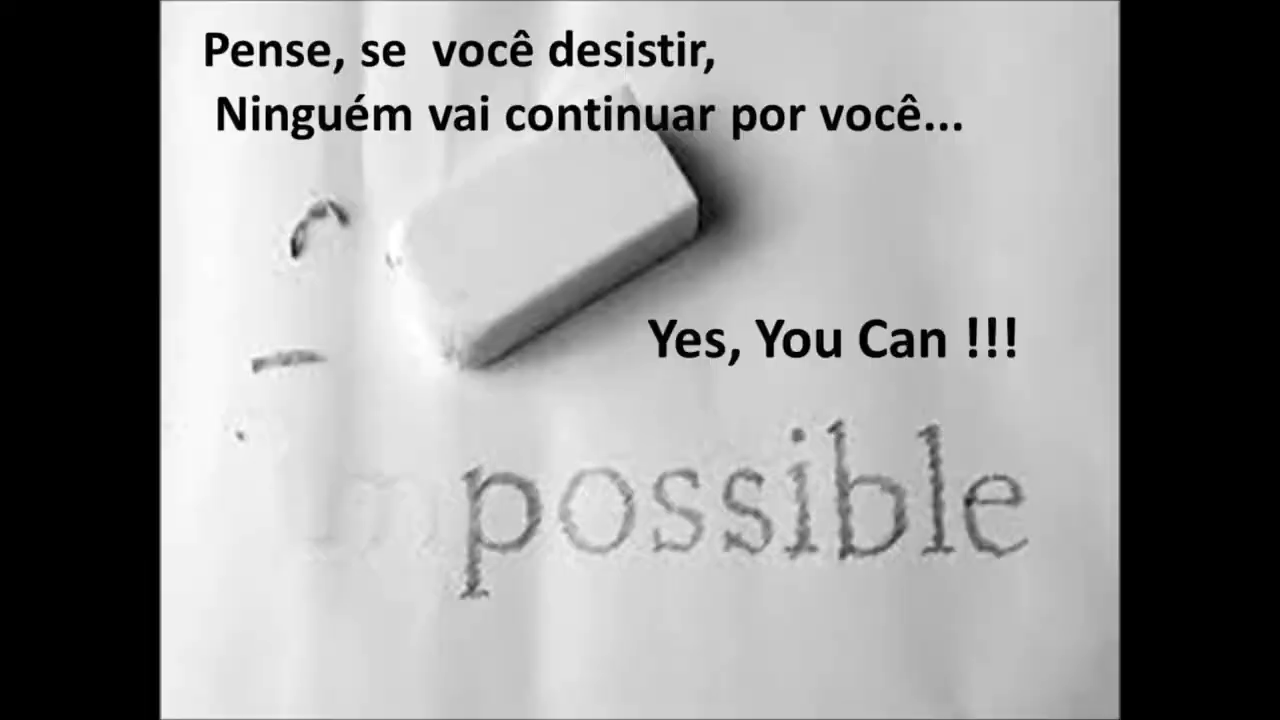 Pense, se você desistir,
Ninguém vai continuar por você...
Yes, You Can !!!
possible